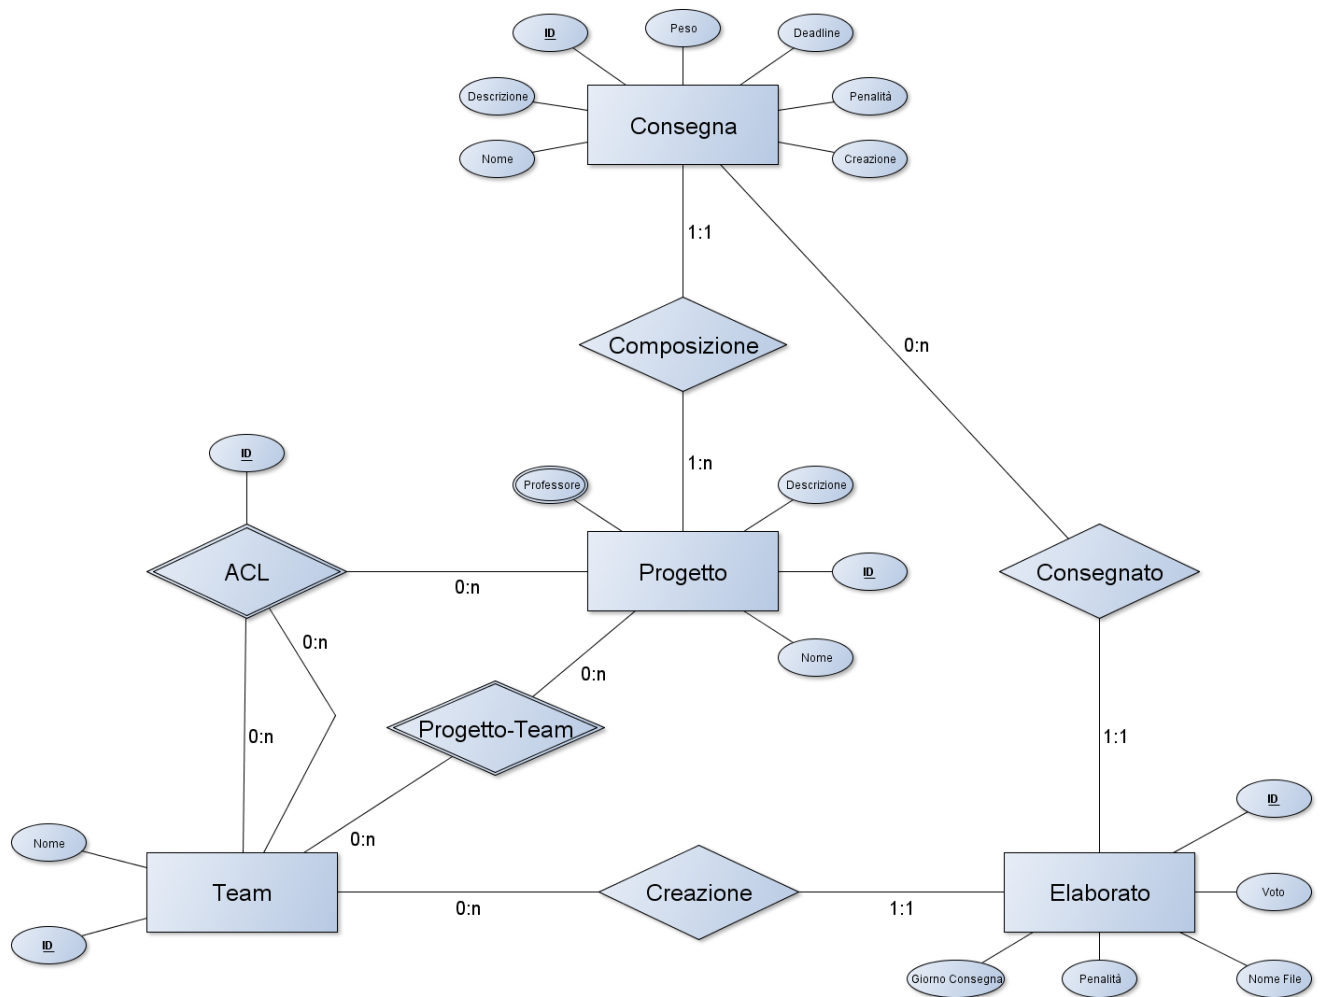 ID
Peso
Deadline
Descrizione
Penalità
Consegna
Nome
Creazione
1:1
Composizione
0:n
ID
1:n
Professore
Descrizione
ACL
Progetto
ID
Consegnato
0:n
0:n
Nome
0:n
Progetto-Team
0:n
1:1
ID
Nome
0:n
Team
Creazione
Elaborato
Voto
0:n
1:1
ID
Giorno Consegna
Penalità
Nome File